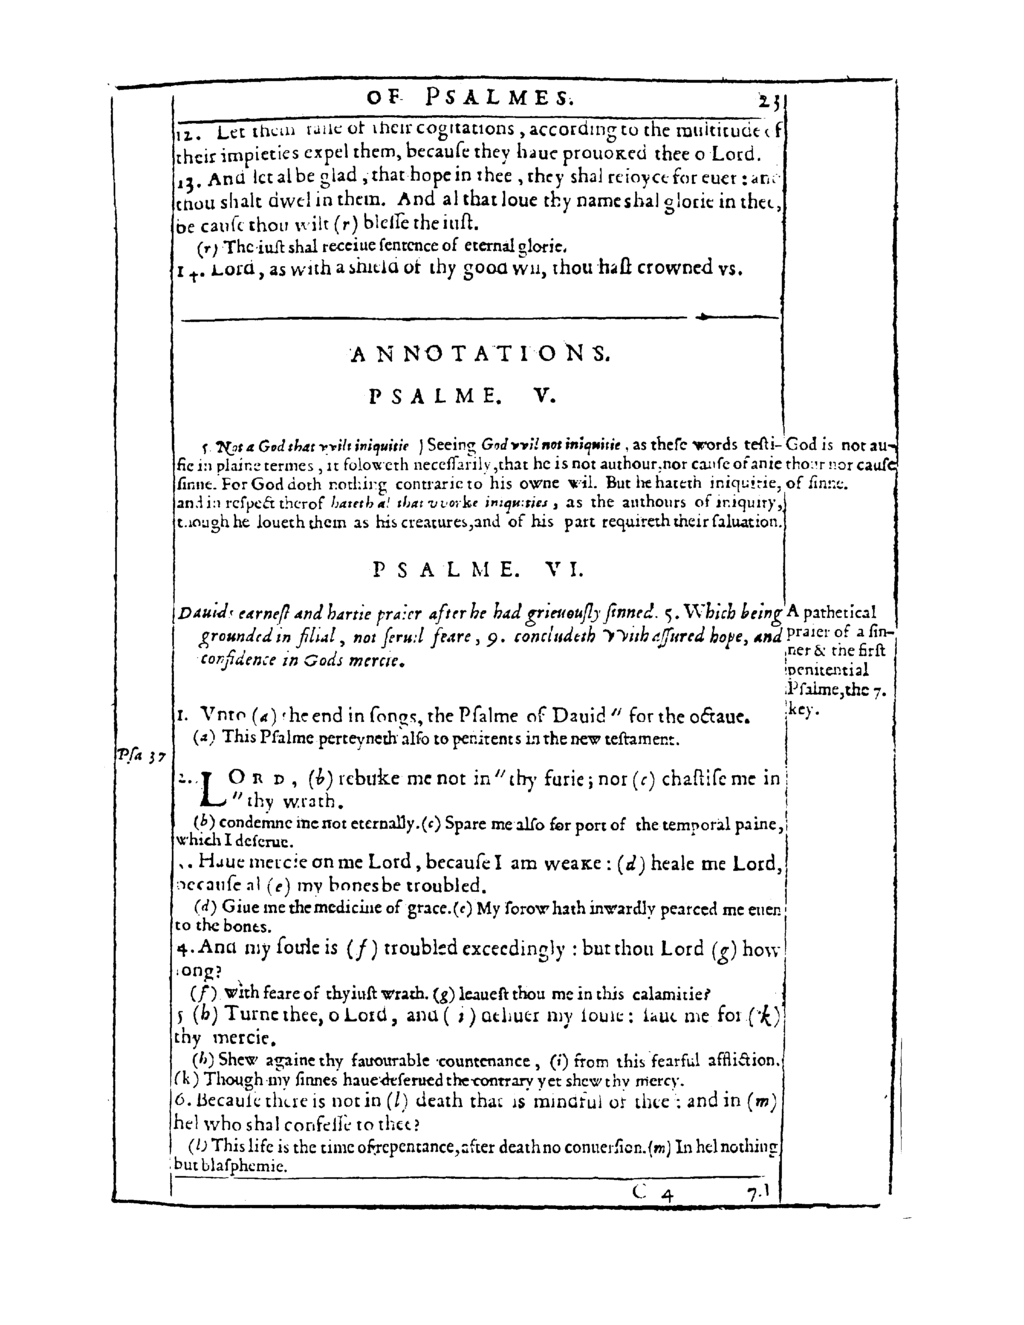 OF PSALMES. 23
12. Let them faile of their cogitations, according to the multitude of
their impieties expel them, becauſe they haue prouoked thee o Lord.
13. And let al be glad, that hope in thee, they shal reioyce for euer: and
thou shalt dwel in them. And al that loue thy name shal glorie in thee,
be cauſe thou wilt (r) bleſſe the iuſt.
(r) The iuſt shal receiue ſentence of eternal glorie.
14. Lord, as with a shield of thy good wil, thou haſt crowned vs.
ANNOTATIONS.
PSALME. V.
5. Not a God that vvilt iniquitie ) Seeing God vvil not iniquitie, as theſe words teſti-
fie in plaine termes, it foloweth neceſſarily, that he is not authour, nor cauſe of anie
ſinne. For God doth nothing contrarie to his owne wil. But he hateth iniquitie,
and in reſpect therof hateth al that vvorke iniquities, as the authours of iniquity,
though he loueth them as his creatures, and of his part requireth their ſaluation.
God is not au-
thour nor cauſe
of ſinne.
PSALME. VI.
Dauids earneſt and hartie praier after he had grieuouſly ſinned. 5. VVhich being
grounded in filial, not ſeruil feare, 9. concludeth vvith aſſured hope, and
confidence in Gods mercie.
A pathetical
praier of a ſin-
ner & the firſt
penitential
Pſalme, the 7.
key.
1. Vnto (a) the end in ſongs, the Pſalme of Dauid " for the octaue.
(a) This Pſalme perteyneth alſo to penitents in the new teſtament.
Pſa 37
2. LORD, (b) rebuke me not in " thy furie; nor (c) chaſtiſe me in
" thy wrath.
(b) condemne me not eternally. (c) Spare me alſo for port of the temporal paine,
which I deſerue.
3. Haue mercie on me Lord, becauſe I am weake: (d) heale me Lord,
becauſe al (e) my bones be troubled.
(d) Giue me the medicine of grace. (e) My ſorow hath inwardly pearced me euen
to the bones.
4. And my ſoule is (f) troubled exceedingly: but thou Lord (g) how
long?
(f) with feare of thy iuſt wrath. (g) leaueſt thou me in this calamitie?
5 (h) Turne thee, o Lord, and (i) deliuer my ſoule: ſaue me for (k)
thy mercie.
(h) Shew againe thy fauourable countenance, (i) from this fearful affliction.
(k) Though my ſinnes haue deſerued the contrary yet shew thy mercy.
6. Becauſe there is not in (l) death that is mindful of thee: and in (m)
hel who shal confeſſe to thee?
(l) This life is the time of repentance, after death no conuerſion. (m) In hel nothing
but blaſphemie.
C 4 7. I